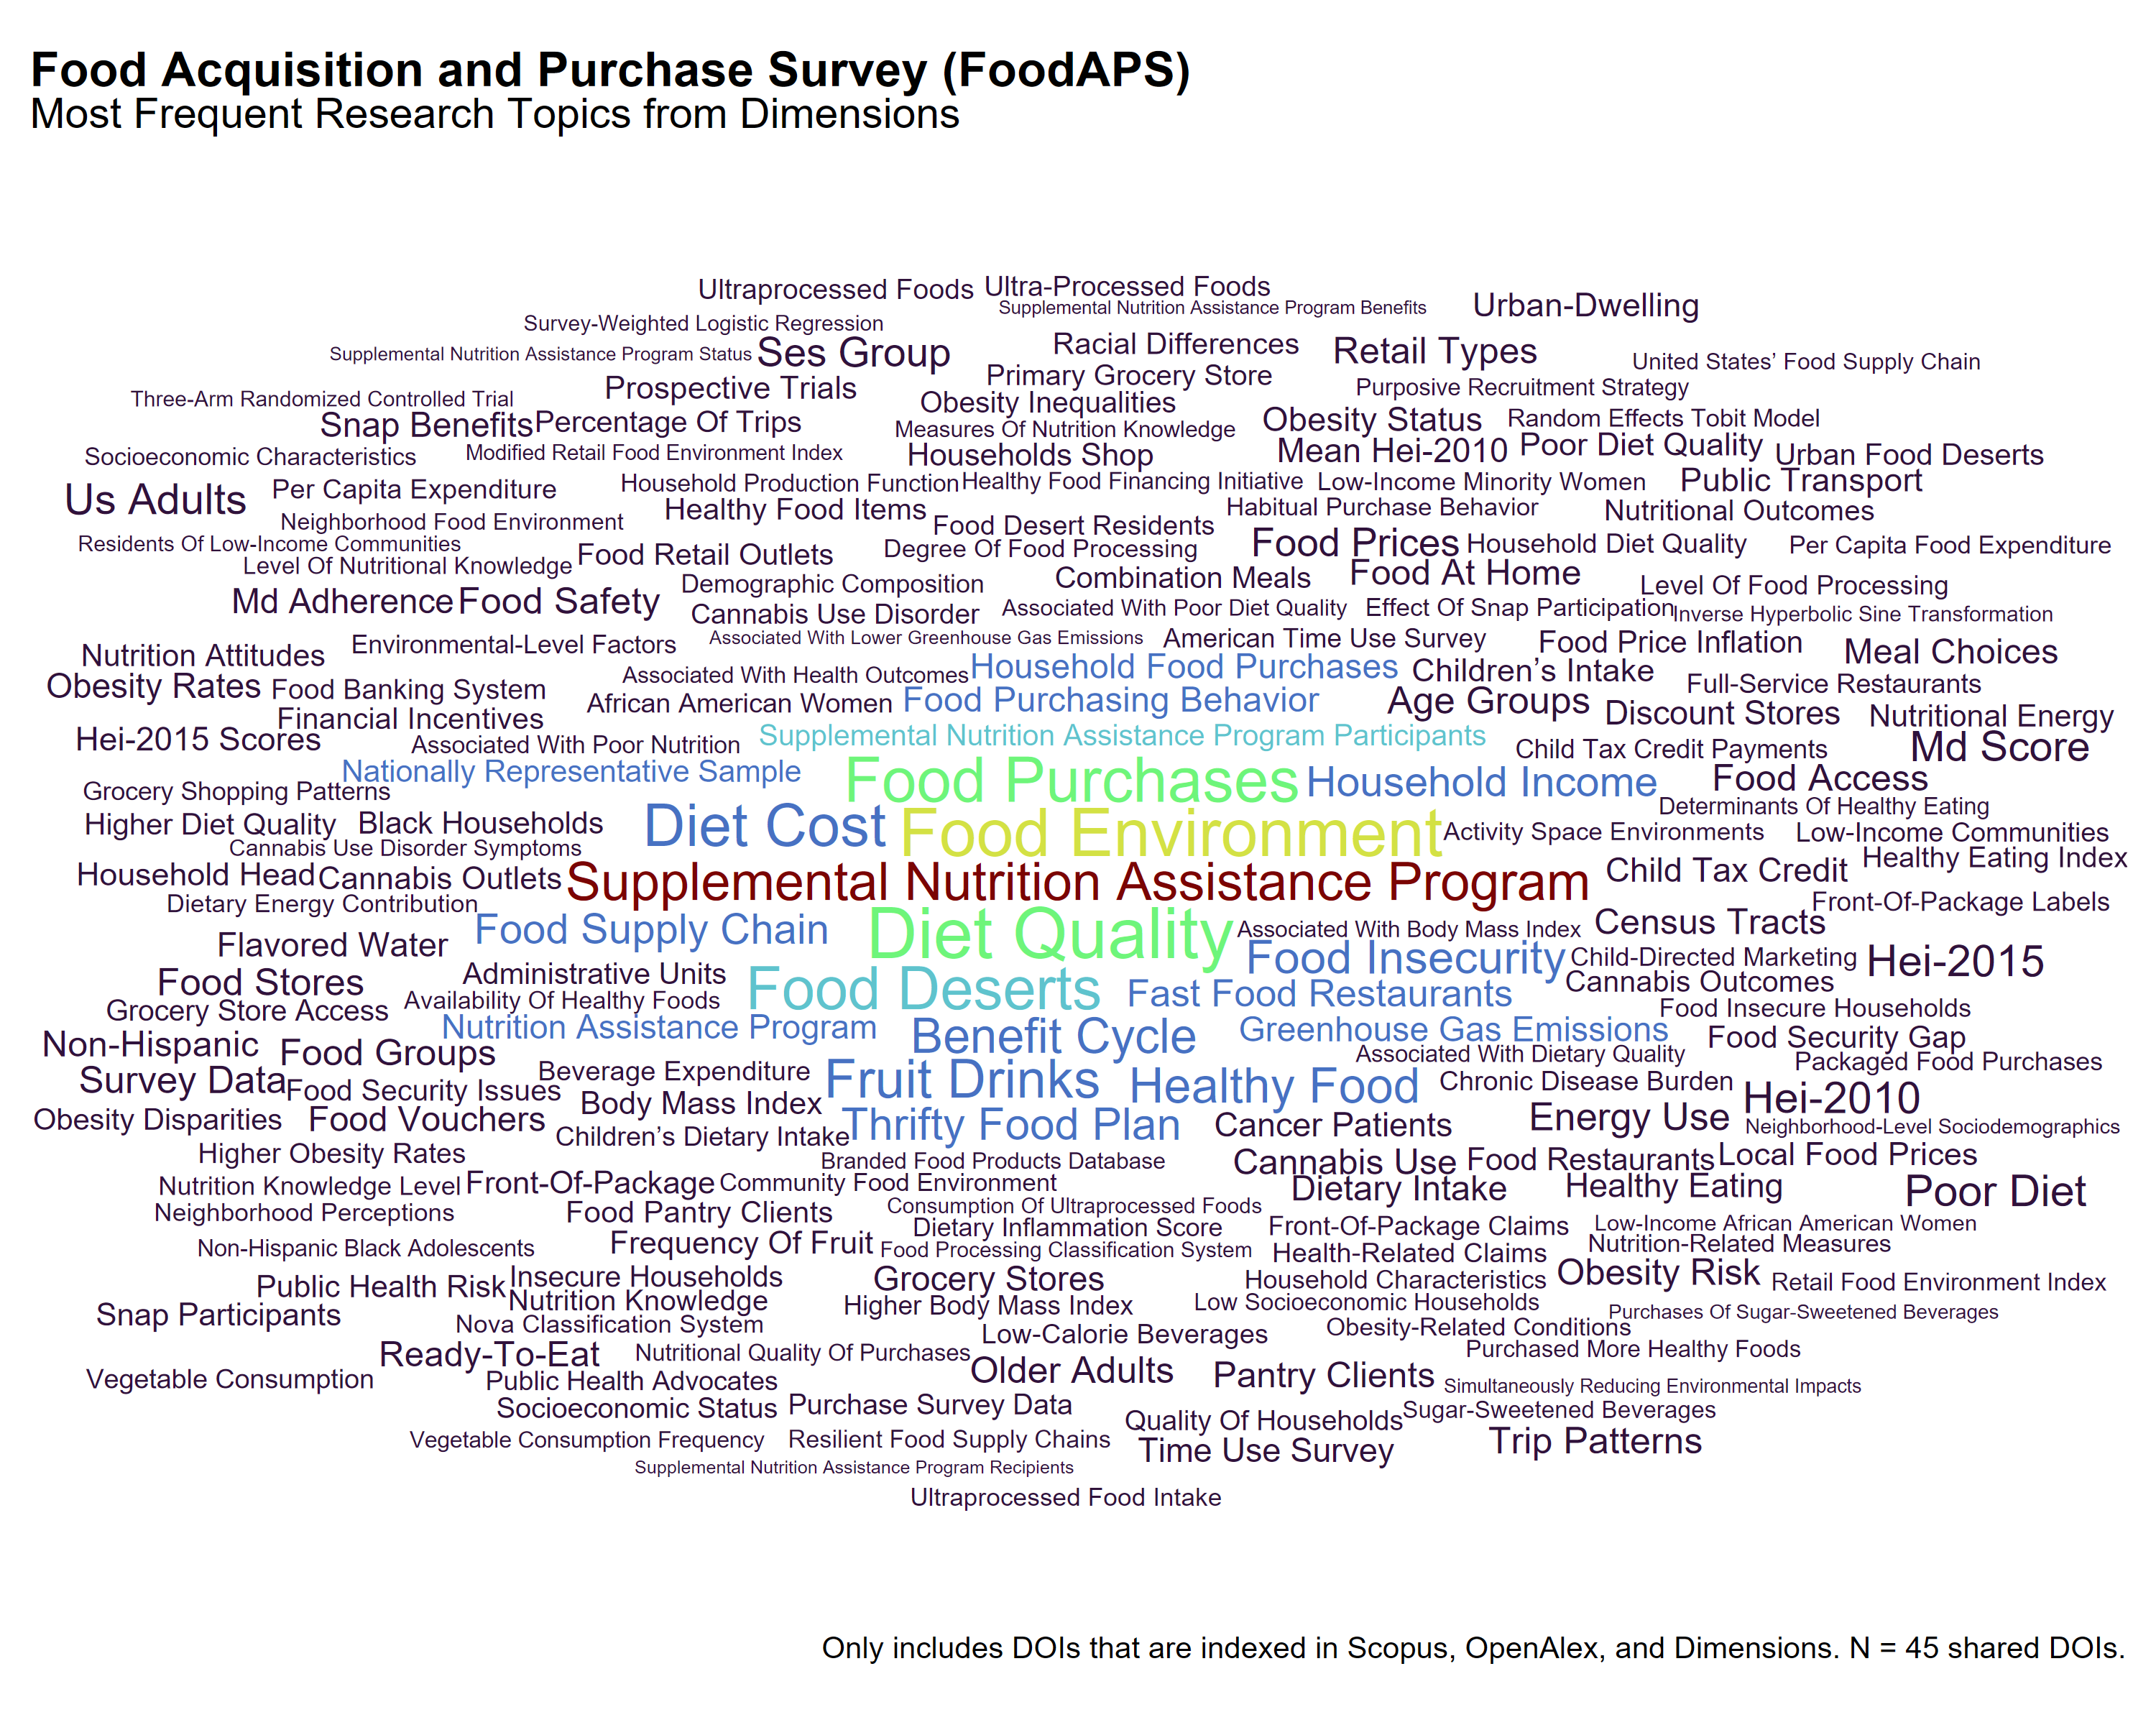 Food Acquisition and Purchase Survey (FoodAPS)
Most Frequent Research Topics from Dimensions
Ultraprocessed Foods
Ultra-Processed Foods
Supplemental Nutrition Assistance Program Benefits
Urban-Dwelling
Survey-Weighted Logistic Regression
Supplemental Nutrition Assistance Program Status
Ses Group
Racial Differences
Retail Types
United States’ Food Supply Chain
Prospective Trials
Primary Grocery Store
Purposive Recruitment Strategy
Three-Arm Randomized Controlled Trial
Obesity Inequalities
Snap Benefits
Percentage Of Trips
Obesity Status
Random Effects Tobit Model
Measures Of Nutrition Knowledge
Socioeconomic Characteristics
Modified Retail Food Environment Index
Households Shop
Mean Hei-2010
Poor Diet Quality
Urban Food Deserts
Us Adults
Per Capita Expenditure
Household Production Function
Healthy Food Financing Initiative
Low-Income Minority Women
Public Transport
Neighborhood Food Environment
Healthy Food Items
Habitual Purchase Behavior
Nutritional Outcomes
Food Desert Residents
Residents Of Low-Income Communities
Food Retail Outlets
Degree Of Food Processing
Food Prices
Household Diet Quality
Per Capita Food Expenditure
Level Of Nutritional Knowledge
Demographic Composition
Combination Meals
Food At Home
Level Of Food Processing
Md Adherence
Food Safety
Cannabis Use Disorder
Associated With Poor Diet Quality
Effect Of Snap Participation
Inverse Hyperbolic Sine Transformation
Nutrition Attitudes
Environmental-Level Factors
Associated With Lower Greenhouse Gas Emissions
American Time Use Survey
Food Price Inflation
Meal Choices
Associated With Health Outcomes
Household Food Purchases
Children’s Intake
Obesity Rates
Food Banking System
African American Women
Food Purchasing Behavior
Age Groups
Full-Service Restaurants
Financial Incentives
Discount Stores
Nutritional Energy
Hei-2015 Scores
Associated With Poor Nutrition
Supplemental Nutrition Assistance Program Participants
Child Tax Credit Payments
Md Score
Nationally Representative Sample
Food Purchases
Household Income
Food Access
Grocery Shopping Patterns
Determinants Of Healthy Eating
Higher Diet Quality
Black Households
Diet Cost
Food Environment
Activity Space Environments
Low-Income Communities
Cannabis Use Disorder Symptoms
Healthy Eating Index
Household Head
Cannabis Outlets
Supplemental Nutrition Assistance Program
Child Tax Credit
Dietary Energy Contribution
Front-Of-Package Labels
Flavored Water
Food Supply Chain
Diet Quality
Associated With Body Mass Index
Census Tracts
Food Insecurity
Child-Directed Marketing
Hei-2015
Food Stores
Administrative Units
Food Deserts
Fast Food Restaurants
Cannabis Outcomes
Grocery Store Access
Availability Of Healthy Foods
Food Insecure Households
Nutrition Assistance Program
Benefit Cycle
Greenhouse Gas Emissions
Food Security Gap
Non-Hispanic
Food Groups
Associated With Dietary Quality
Packaged Food Purchases
Survey Data
Food Security Issues
Beverage Expenditure
Fruit Drinks
Healthy Food
Chronic Disease Burden
Hei-2010
Obesity Disparities
Food Vouchers
Body Mass Index
Thrifty Food Plan
Cancer Patients
Energy Use
Neighborhood-Level Sociodemographics
Children’s Dietary Intake
Higher Obesity Rates
Branded Food Products Database
Cannabis Use
Food Restaurants
Local Food Prices
Nutrition Knowledge Level
Front-Of-Package
Community Food Environment
Dietary Intake
Healthy Eating
Poor Diet
Neighborhood Perceptions
Food Pantry Clients
Consumption Of Ultraprocessed Foods
Dietary Inflammation Score
Front-Of-Package Claims
Low-Income African American Women
Non-Hispanic Black Adolescents
Frequency Of Fruit
Food Processing Classification System
Health-Related Claims
Nutrition-Related Measures
Public Health Risk
Insecure Households
Grocery Stores
Household Characteristics
Obesity Risk
Retail Food Environment Index
Snap Participants
Nutrition Knowledge
Higher Body Mass Index
Low Socioeconomic Households
Purchases Of Sugar-Sweetened Beverages
Nova Classification System
Low-Calorie Beverages
Obesity-Related Conditions
Ready-To-Eat
Nutritional Quality Of Purchases
Purchased More Healthy Foods
Vegetable Consumption
Public Health Advocates
Older Adults
Pantry Clients
Simultaneously Reducing Environmental Impacts
Socioeconomic Status
Purchase Survey Data
Quality Of Households
Sugar-Sweetened Beverages
Vegetable Consumption Frequency
Resilient Food Supply Chains
Time Use Survey
Trip Patterns
Supplemental Nutrition Assistance Program Recipients
Ultraprocessed Food Intake
Only includes DOIs that are indexed in Scopus, OpenAlex, and Dimensions. N = 45 shared DOIs.